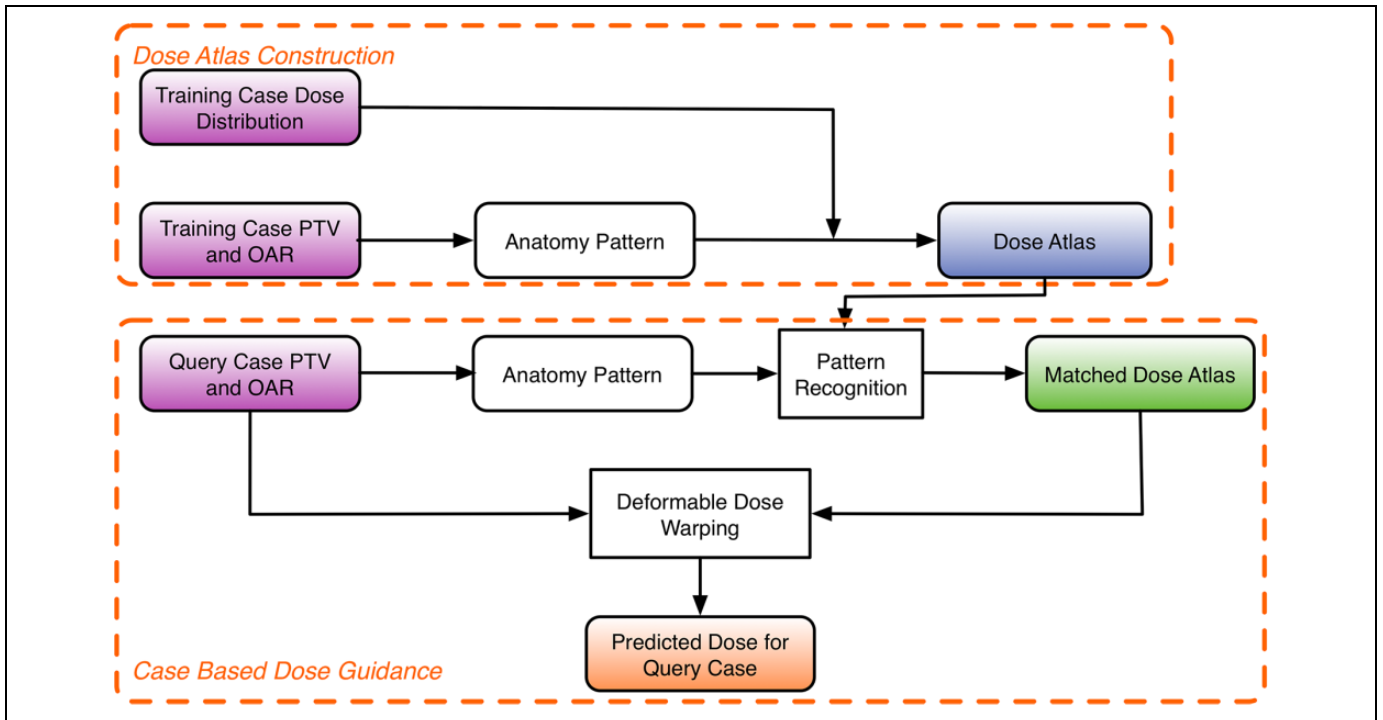 Dose Atlas Construction
Training Case Dose
Distribution
Training Case PTV
and OAR
Anatomy Pattern
Dose Atlas
Query Case PTV
and OAR
Anatomy Pattern
Pattern
Recognition
Matched Dose Atlas
Deformable Dose
Warping
Predicted Dose for
Query Case
Case Based Dose Guidance